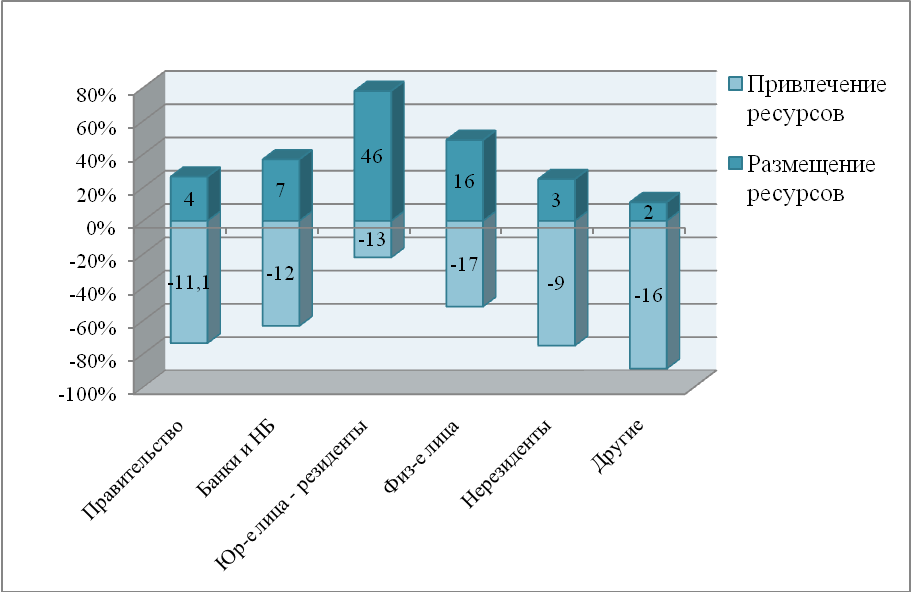 80%
60%
40%
20%
0%
-20%
-40%
-60%
-80%
-100%
4
7
46
16
3
2
-11,1
-12
-13
-17
-9
-16
Правительство
Банки и НБ
Юр-е лица - резиденты
Физ-е лица
Нерезиденты
Другие
Привлечение
ресурсов
Размещение
ресурсов